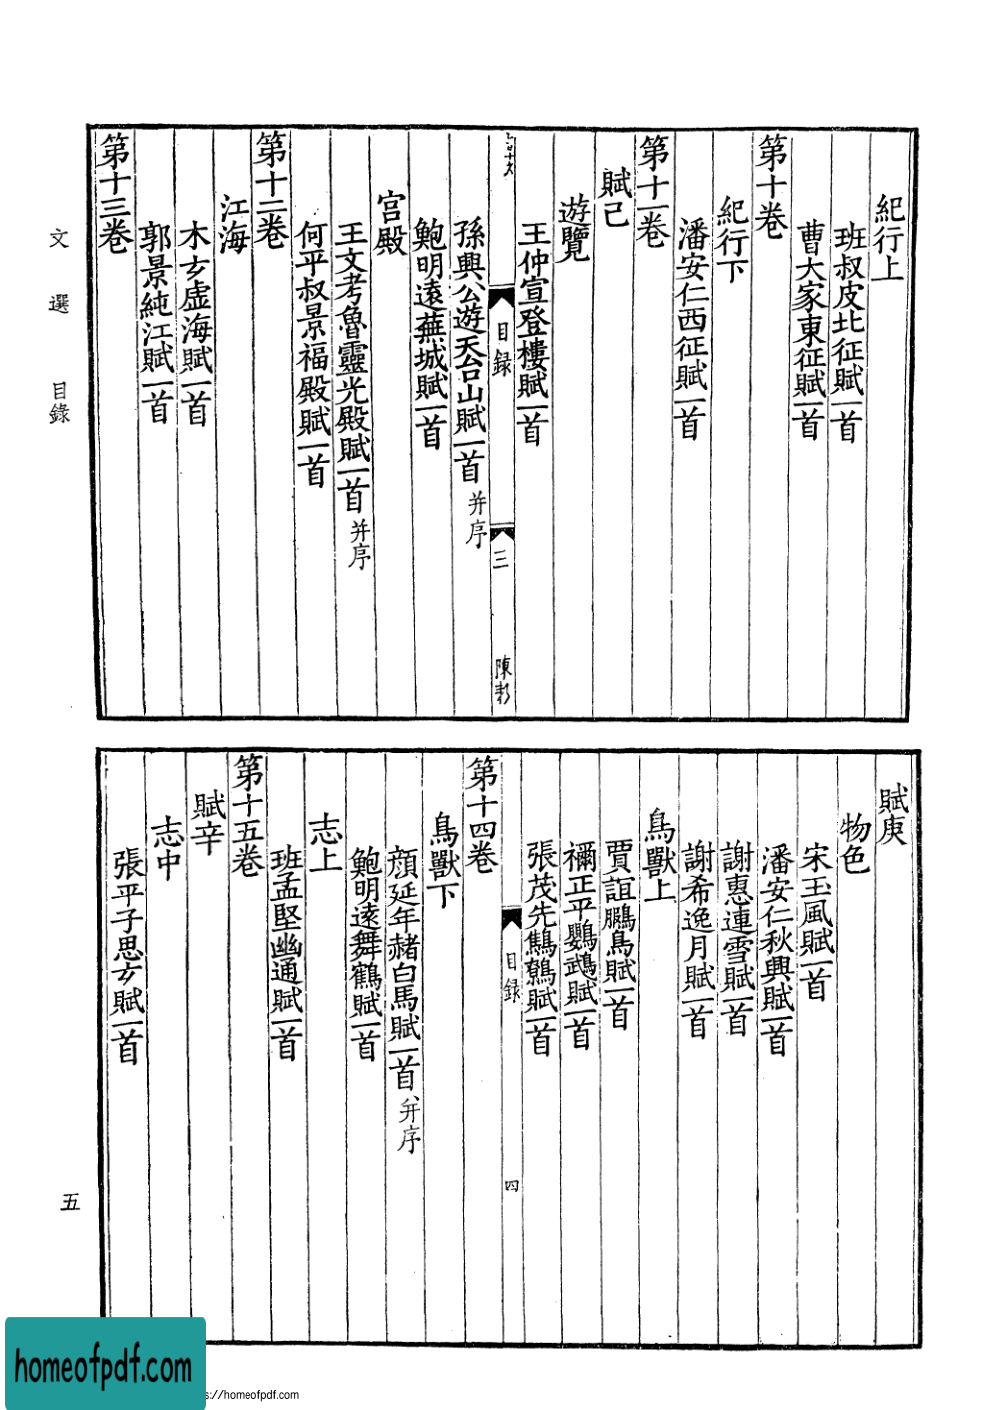 紀行上
班叔皮北征賦一首
曹大家東征賦一首
第十卷
紀行下
潘安仁西征賦一首
第十一卷
賦己
遊覽
王仲宣登樓賦一首
目録
三
孫興公遊天台山賦一首并序
鮑明遠蕪城賦一首
宮殿
王文考魯靈光殿賦一首并序
何平叔景福殿賦一首
第十二卷
江海
木玄虛海賦一首
郭景純江賦一首
第十三卷
賦庚
物色
宋玉風賦一首
潘安仁秋興賦一首
謝惠連雪賦一首
謝希逸月賦一首
鳥獸上
賈誼鵩鳥賦一首
禰正平鸚鵡賦一首
張茂先鷦鷯賦一首
目録
四
第十四卷
鳥獸下
顔延年赭白馬賦一首并序
鮑明遠舞鶴賦一首
志上
班孟堅幽通賦一首
第十五卷
賦辛
志中
張平子思玄賦一首
文選 目錄
五
homeofpdf.com
s://homeofpdf.com